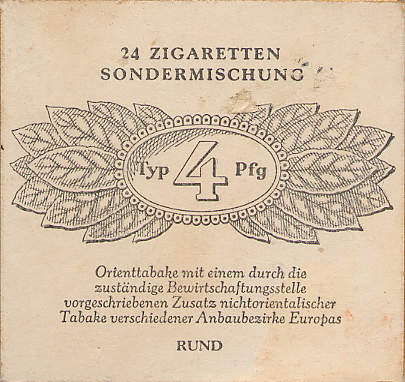 24 ZIGARETTEN
SONDERMISCHUNG
Typ 4 Pfg
Orienttabake mit einem durch die
zuständige Bewirtschaftungsstelle
vorgeschriebenen Zusatz nichtorientalischer
Tabake verschiedener Anbaubezirke Europas
RUND